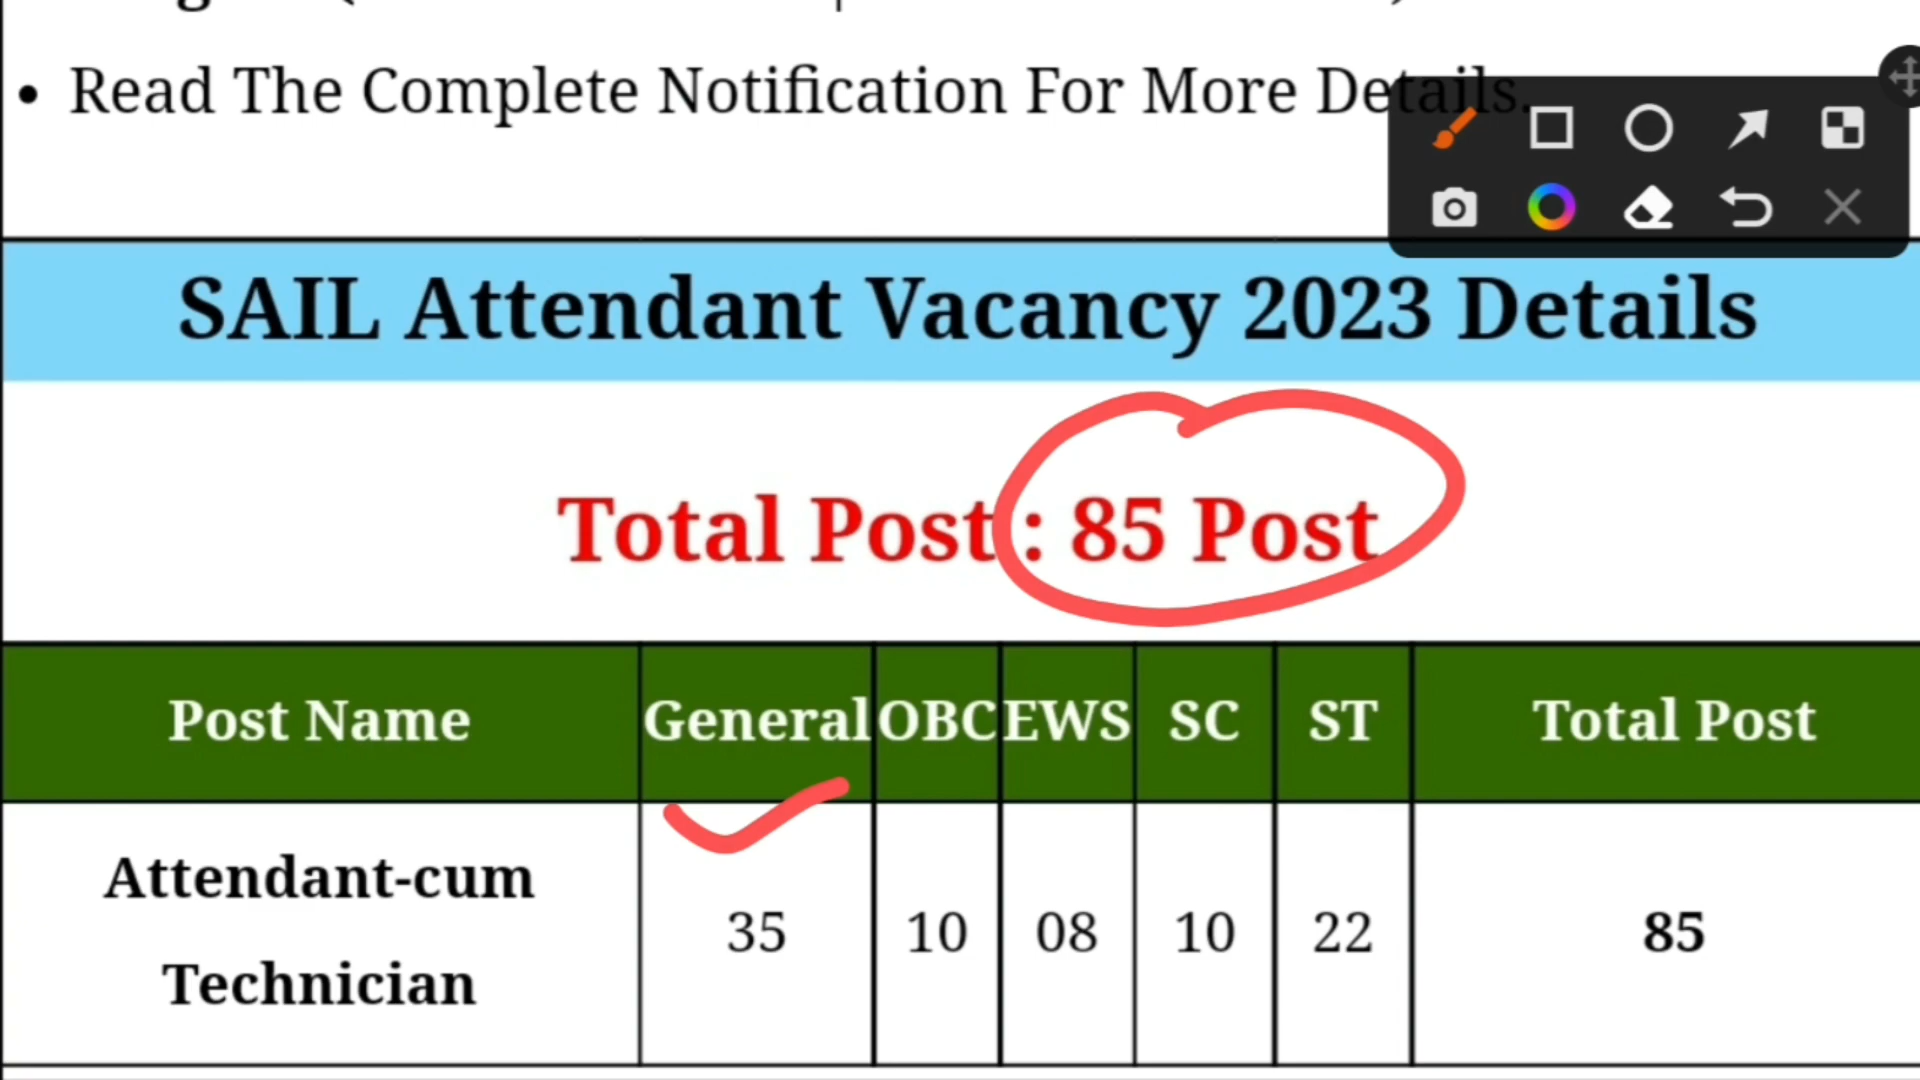 • Read The Complete Notification For More Details.
SAIL Attendant Vacancy 2023 Details
Total Post : 85 Post
Post Name General OBC EWS SC ST Total Post
Attendant-cum
Technician
35 10 08 10 22 85